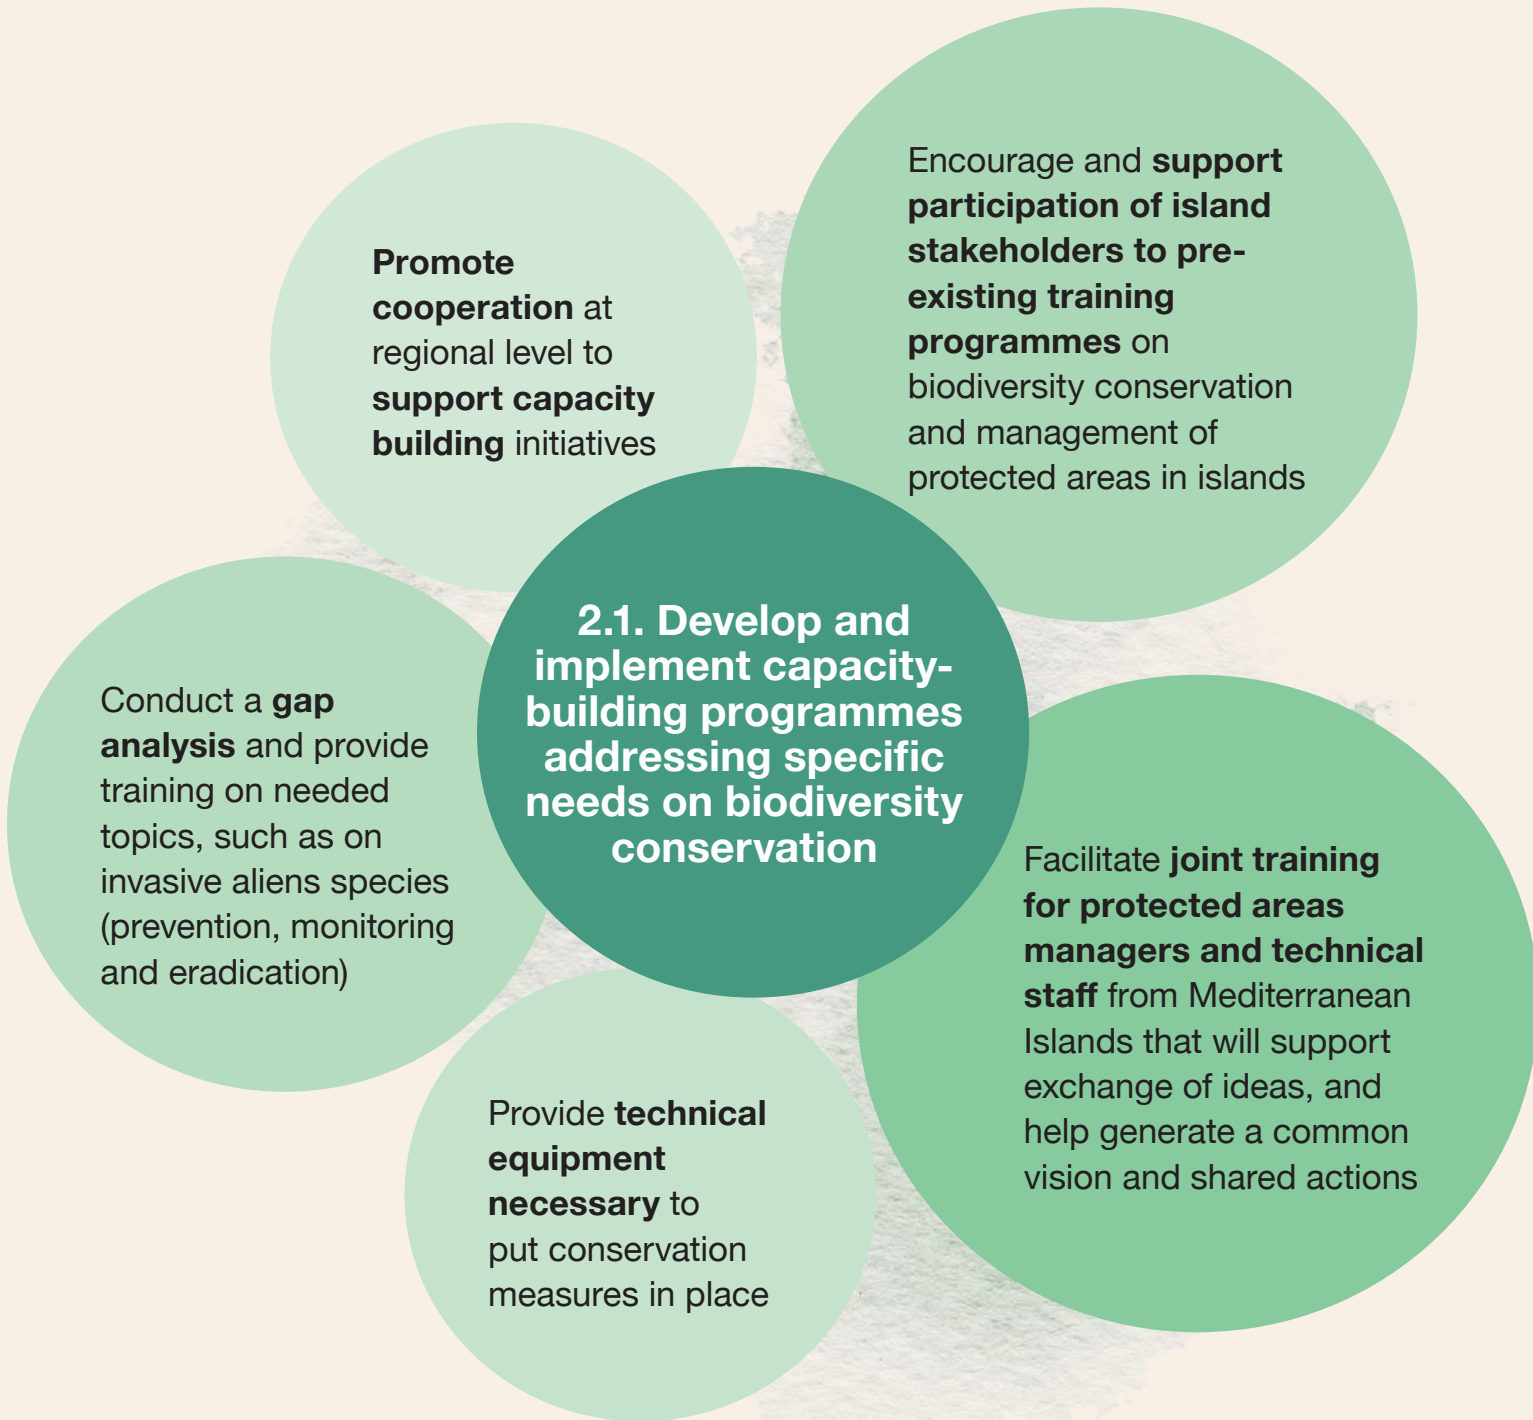 Promote
cooperation at
regional level to
support capacity
building initiatives
Encourage and support
participation of island
stakeholders to pre-
existing training
programmes on
biodiversity conservation
and management of
protected areas in islands
2.1. Develop and
implement capacity-
building programmes
addressing specific
needs on biodiversity
conservation
Conduct a gap
analysis and provide
training on needed
topics, such as on
invasive aliens species
(prevention, monitoring
and eradication)
Facilitate joint training
for protected areas
managers and technical
staff from Mediterranean
Islands that will support
exchange of ideas, and
help generate a common
vision and shared actions
Provide technical
equipment
necessary to
put conservation
measures in place